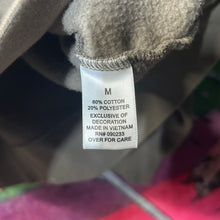 M
80% COTTON
20% POLYESTER
EXCLUSIVE OF
DECORATION
MADE IN VIETNAM
RN# 090233
OVER FOR CARE